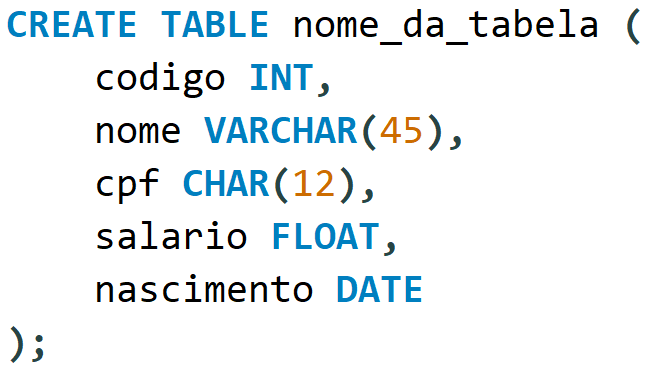 CREATE TABLE nome_da_tabela (
    codigo INT,
    nome VARCHAR(45),
    cpf CHAR(12),
    salario FLOAT,
    nascimento DATE
);